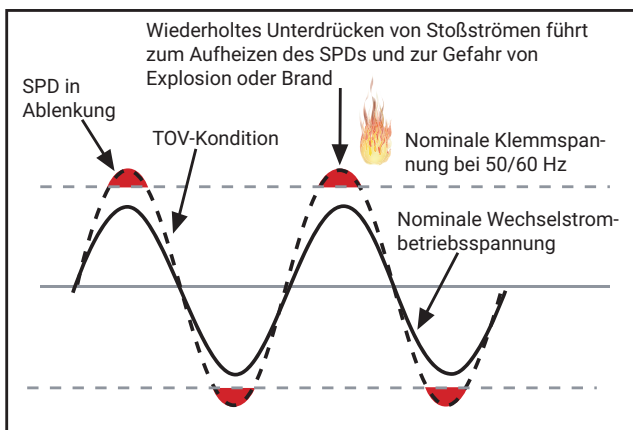 Wiederholtes Unterdrücken von Stoßströmen führt
zum Aufheizen des SPDs und zur Gefahr von
Explosion oder Brand
SPD in
Ablenkung
TOV-Kondition
Nominale Klemmspan-
nung bei 50/60 Hz
Nominale Wechselstrom-
betriebsspannung